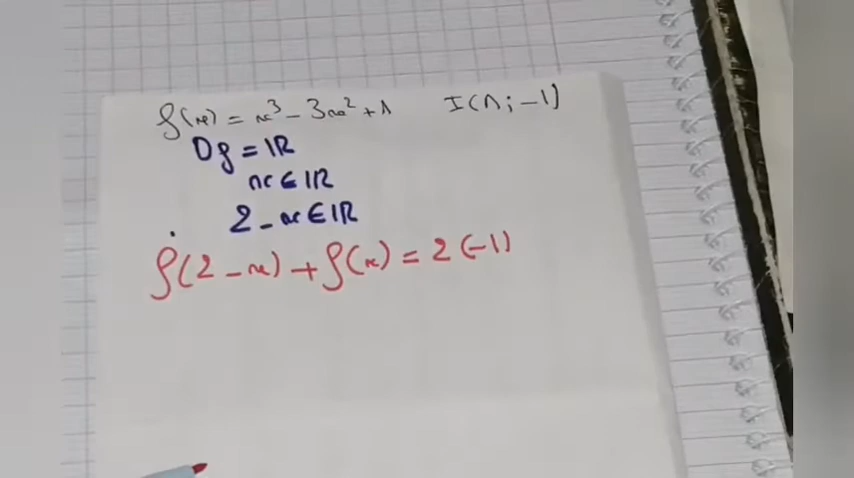 f(x) = x³ - 3x² + 1 I(1; -1)
Df = ℝ
x ∈ ℝ
2 - x ∈ ℝ
f(2 - x) + f(x) = 2(-1)